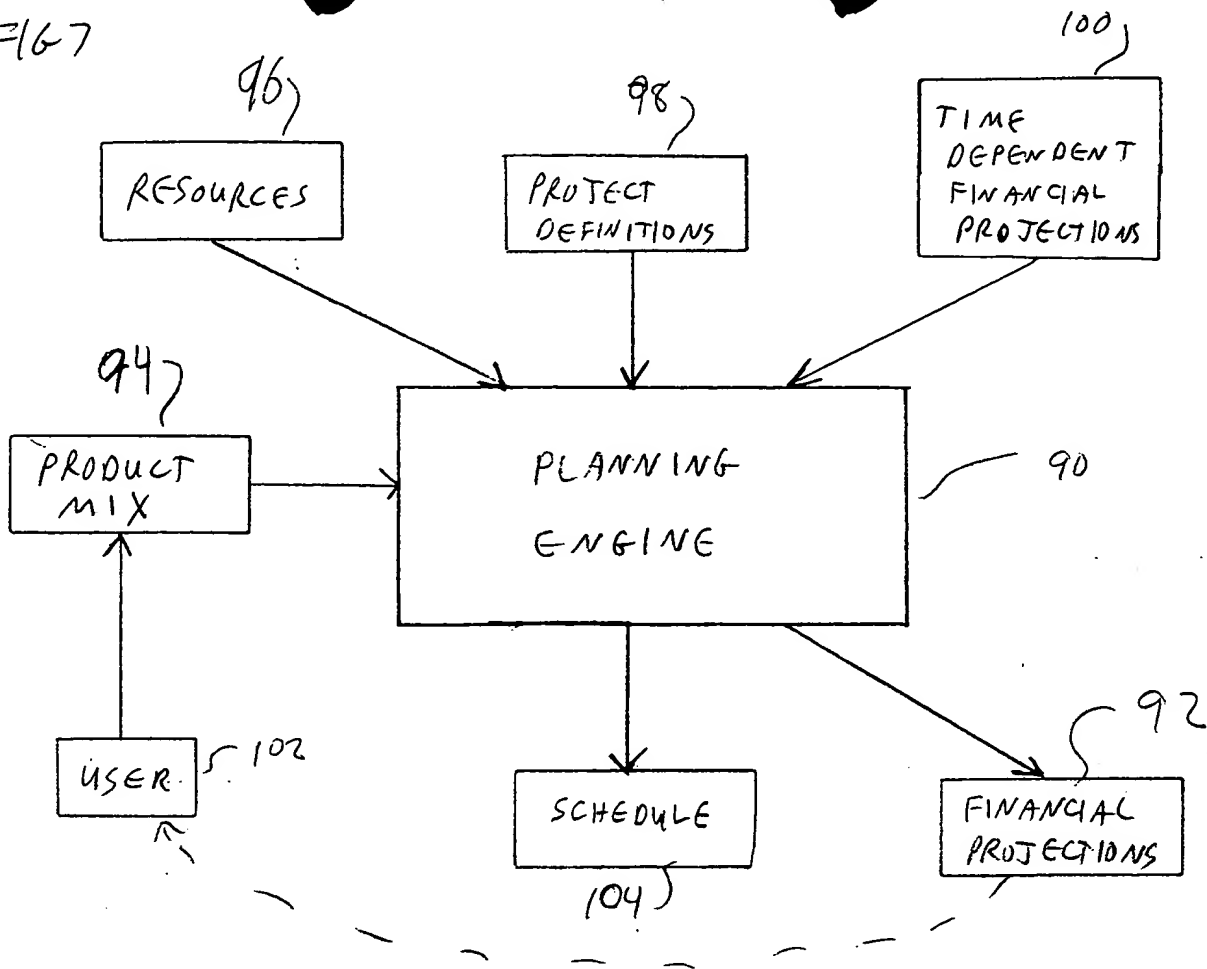 FIG 7
96
98
100
RESOURCES
PROJECT
DEFINITIONS
TIME
DEPENDENT
FINANCIAL
PROJECTIONS
94
PRODUCT
MIX
PLANNING
ENGINE
90
USER
102
SCHEDULE
104
92
FINANCIAL
PROJECTIONS